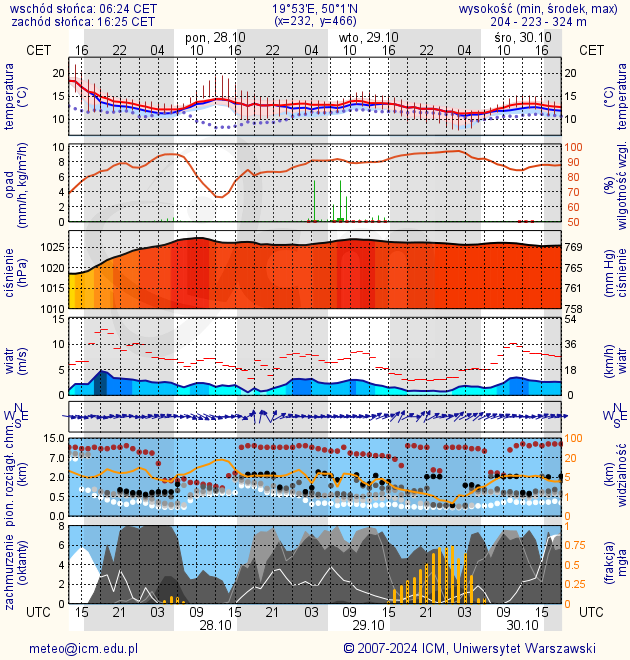 wschód słońca: 06:24 CET 19°53'E, 50°1'N wysokość (min, środek, max)
zachód słońca: 16:25 CET (x=232, y=466) 204 - 223 - 324 m
pon, 28.10 wto, 29.10 śro, 30.10
CET 16 22 04 10 16 22 04 10 16 22 04 10 16 CET
temperatura (°C) 20 15 10 20 15 10 (°C) temperatura
opad (mm/h, kg/m²/h) 10 8 6 4 2 0 100 90 80 70 60 50 (%) wilgotność wzgl.
ciśnienie (hPa) 1025 1020 1015 1010 769 765 761 758 (mm Hg) ciśnienie
wiatr (m/s) 15 10 5 0 54 36 18 0 (km/h) wiatr
N W E S N W E S
pion. rozciągł. chm. (km) 15.0 7.0 2.0 0.5 0.0 100 20 10 1 0 (km) widzialność
zachmurzenie (oktanty) 8 6 4 2 0 1 0.75 0.5 0.25 0 (frakcja) mgła
UTC 15 21 03 09 15 21 03 09 15 21 03 09 15 UTC
28.10 29.10 30.10
meteo@icm.edu.pl © 2007-2024 ICM, Uniwersytet Warszawski